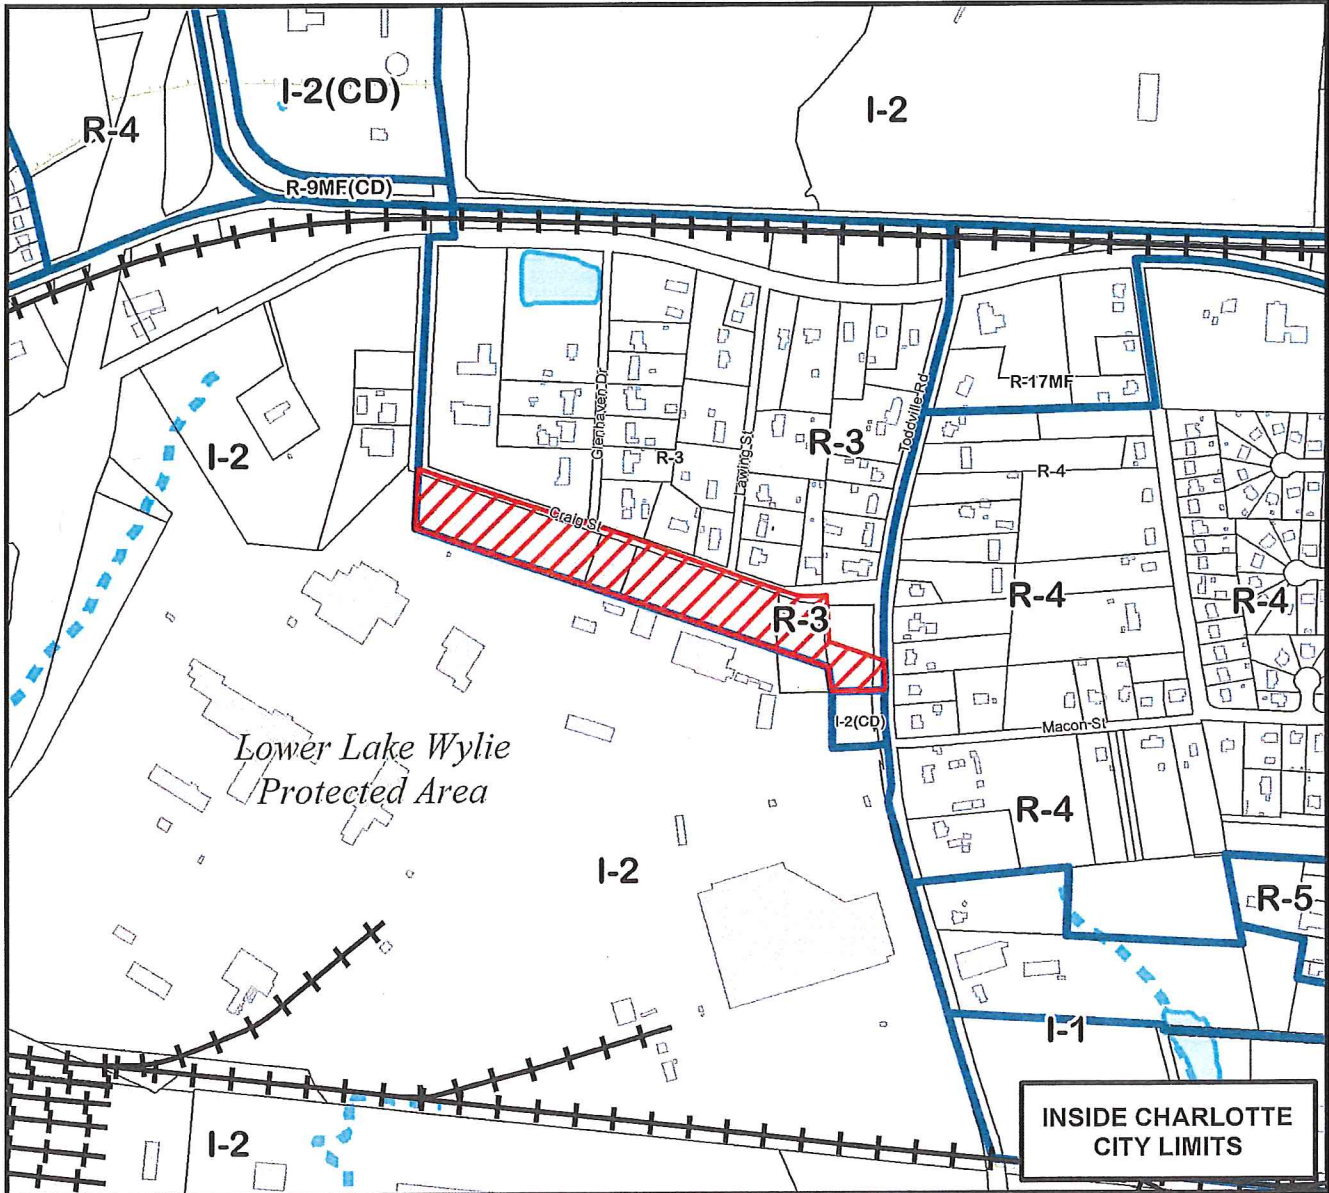 I-2(CD)
I-2
R-4
R-9MF(CD)
Glenhaven Dr
Lawing St
Toddville Rd
R-17MF
R-3
R-3
I-2
R-4
Craig St
R-4
R-4
R-3
I-2(CD)
Macon St
Lower Lake Wylie
Protected Area
R-4
I-2
R-5
I-1
INSIDE CHARLOTTE
CITY LIMITS
I-2